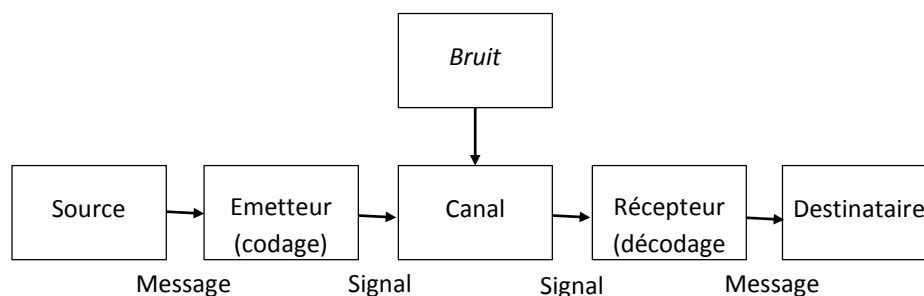 Bruit
Source
Emetteur
(codage)
Canal
Récepteur
(décodage
Destinataire
Message
Signal
Signal
Message